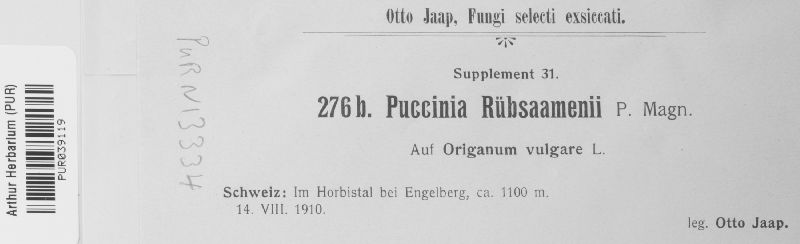 Otto Jaap, Fungi selecti exsiccati.
Supplement 31.
276 b. Puccinia Rübsaamenii P. Magn.
Auf Origanum vulgare L.
Schweiz: Im Horbistal bei Engelberg, ca. 1100 m.
14. VIII. 1910.
leg. Otto Jaap.
PUR N13334
Arthur Herbarium (PUR)
PUR039119